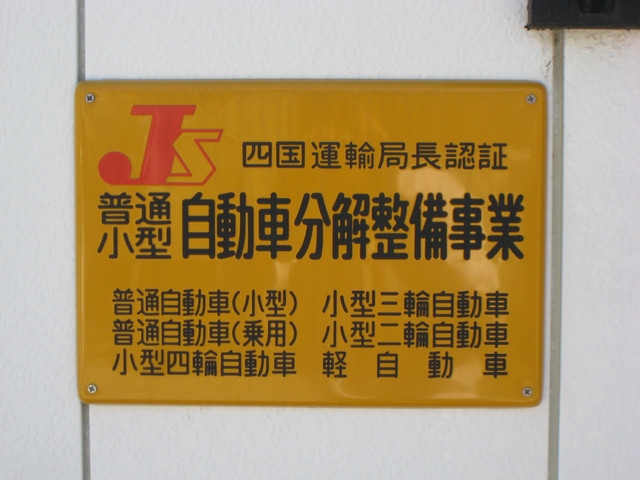 JS 四国運輸局長認証
普通
小型 自動車分解整備事業
普通自動車(小型) 小型三輪自動車
普通自動車(乗用) 小型二輪自動車
小型四輪自動車 軽自動車